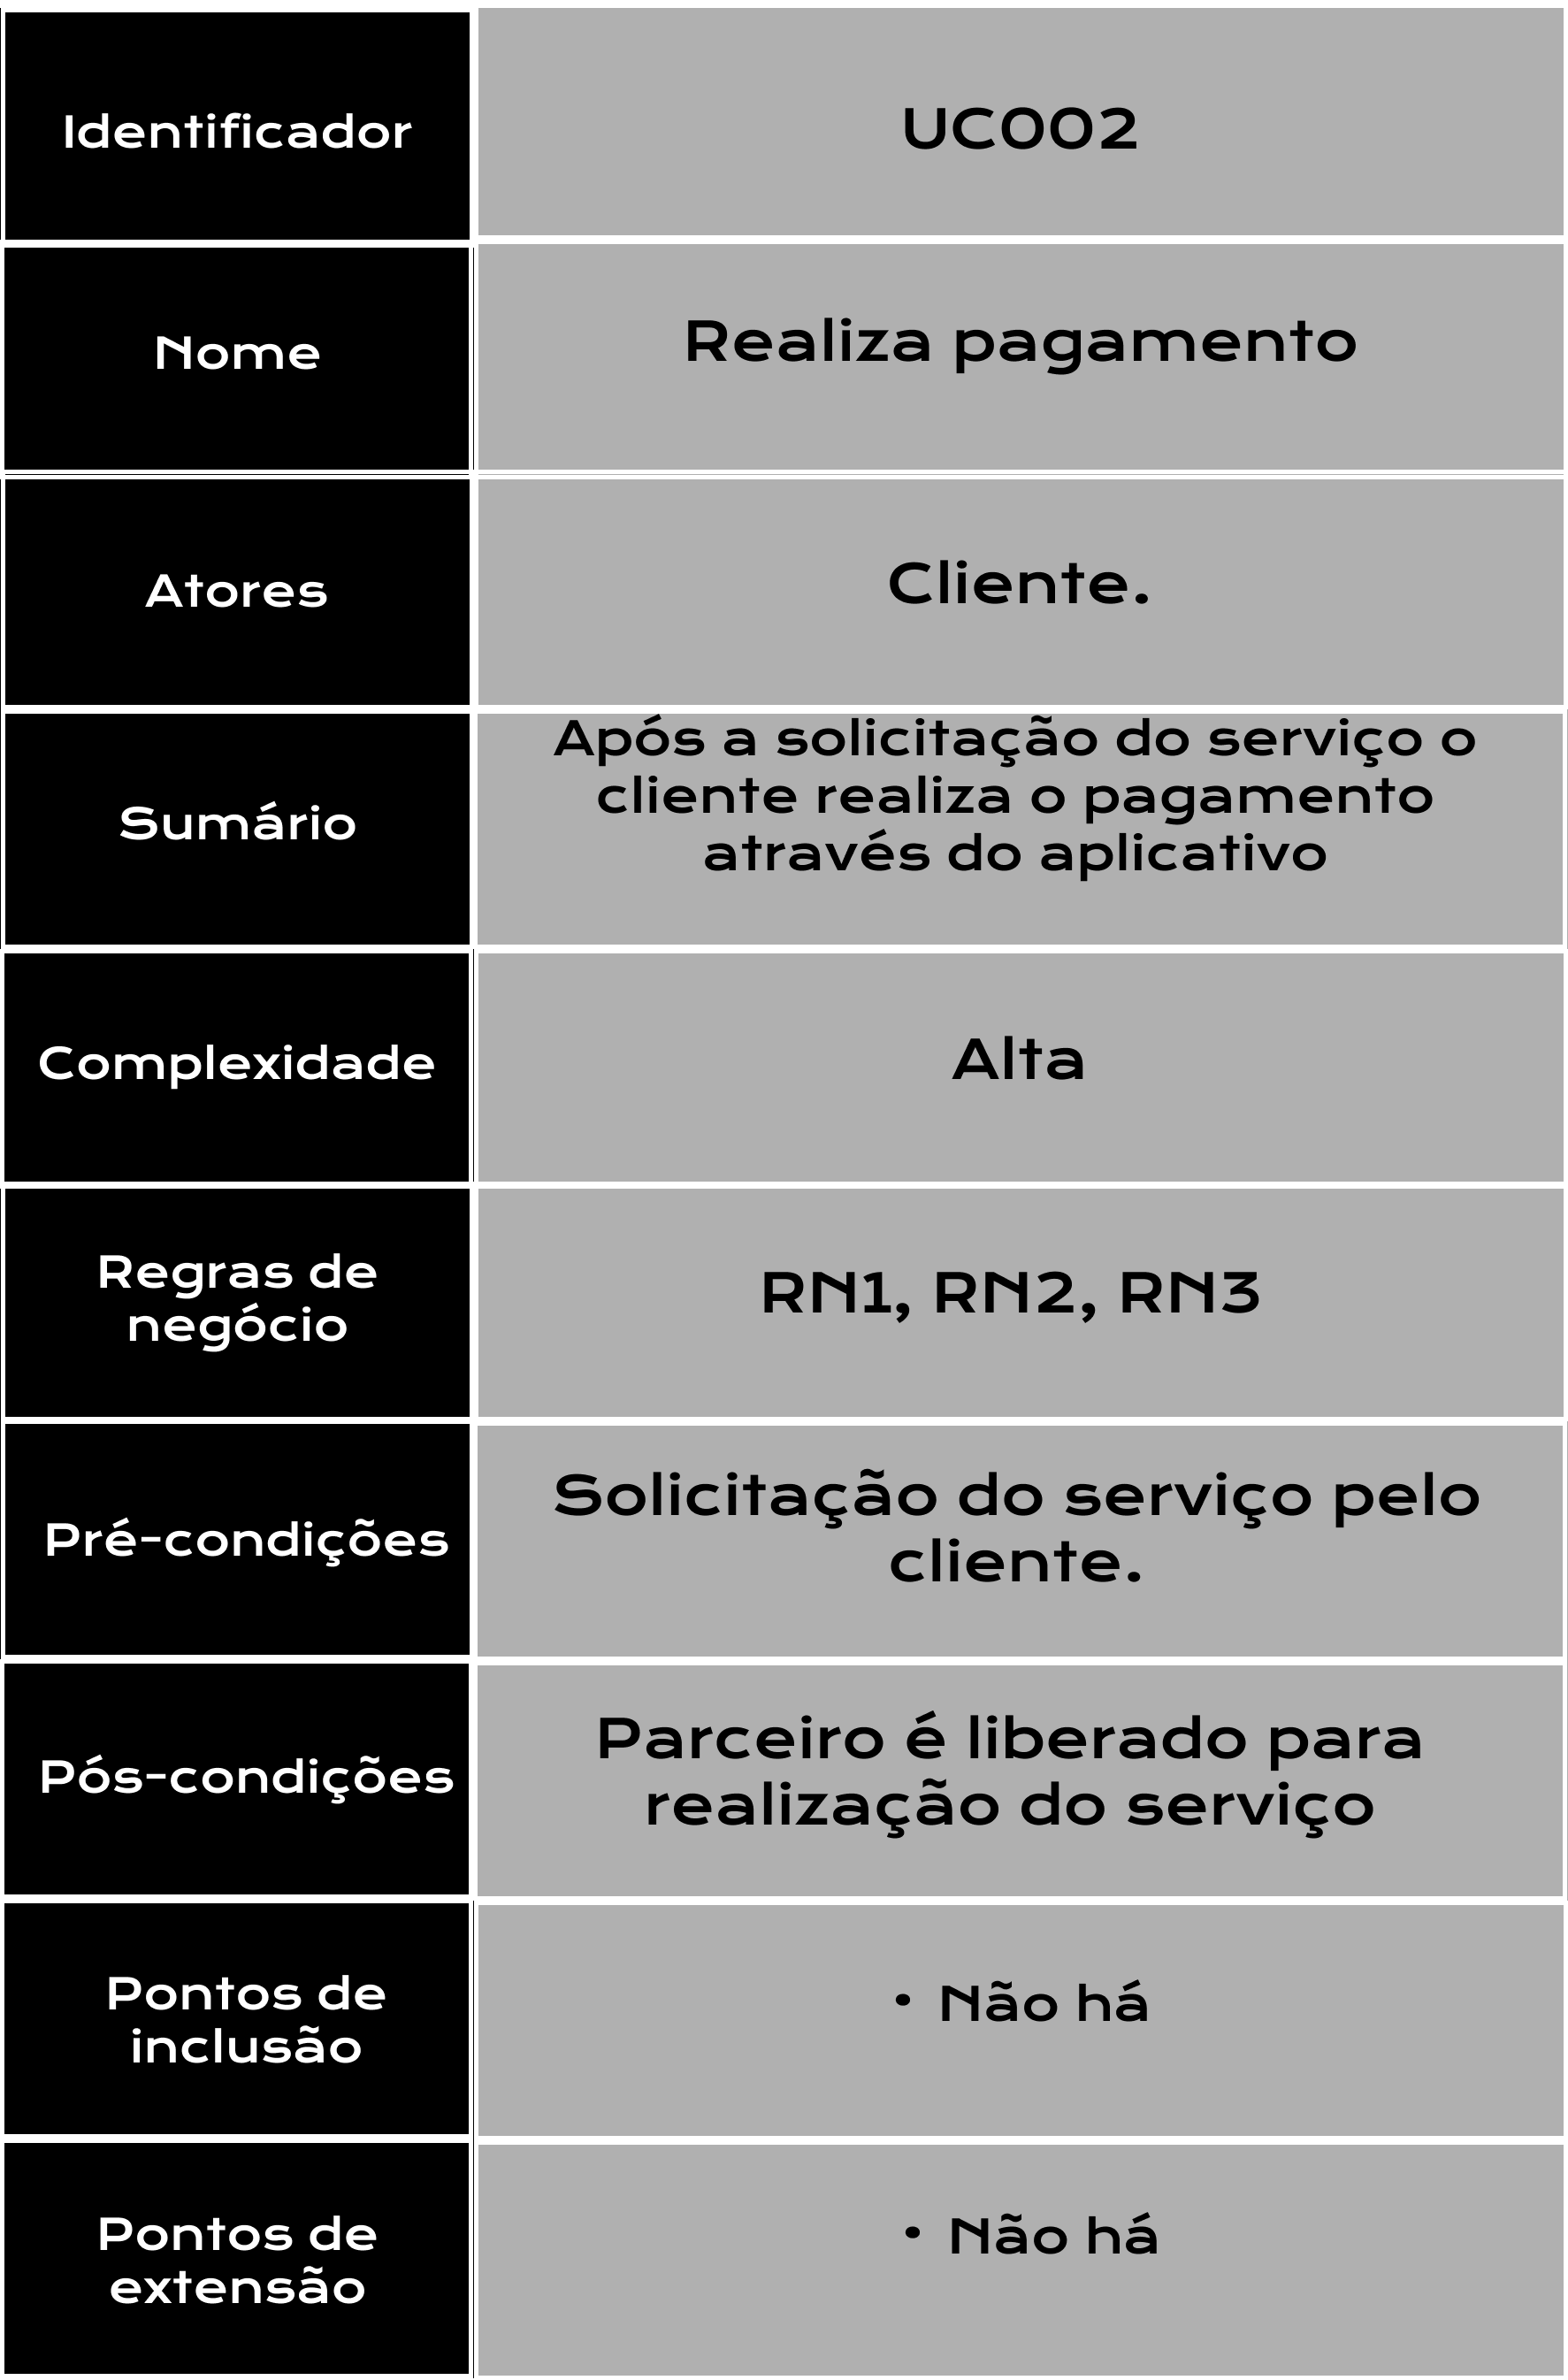 Identificador
UC002
Nome
Realiza pagamento
Atores
Cliente.
Sumário
Após a solicitação do serviço o
cliente realiza o pagamento
através do aplicativo
Complexidade
Alta
Regras de
negócio
RN1, RN2, RN3
Pré-condições
Solicitação do serviço pelo
cliente.
Pós-condições
Parceiro é liberado para
realização do serviço
Pontos de
inclusão
• Não há
Pontos de
extensão
• Não há